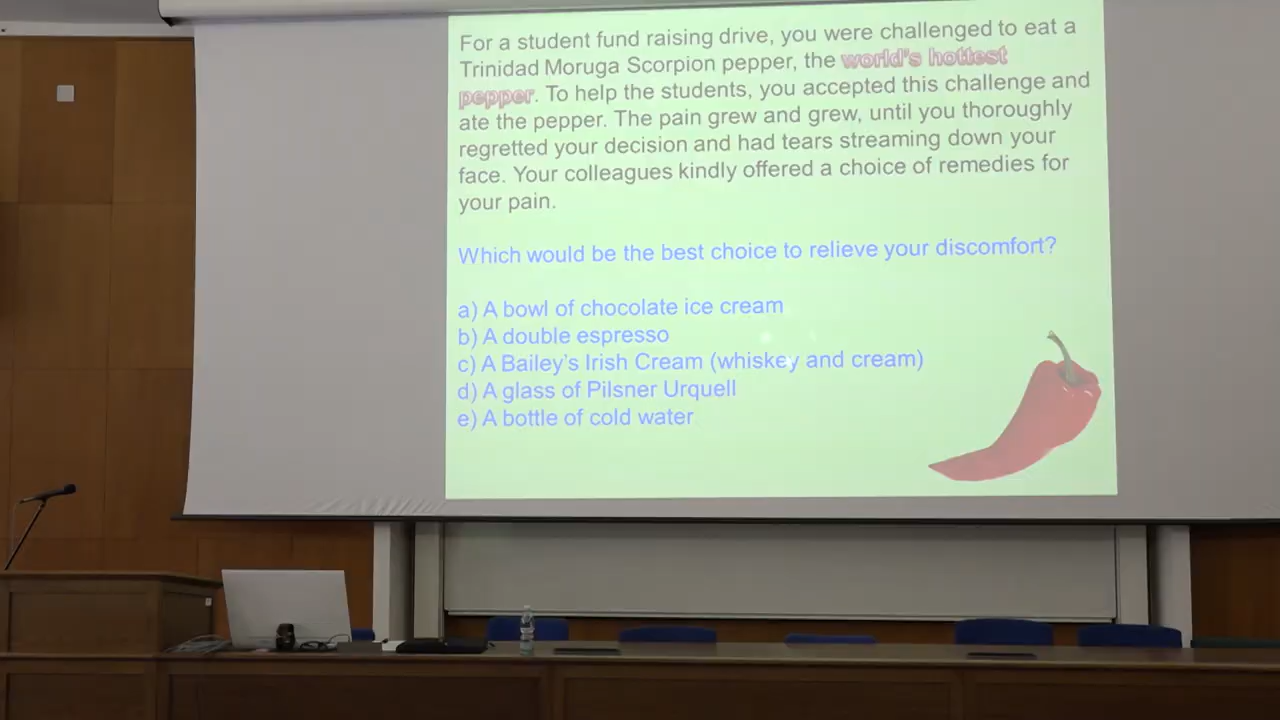 For a student fund raising drive, you were challenged to eat a
Trinidad Moruga Scorpion pepper, the world's hottest
pepper. To help the students, you accepted this challenge and
ate the pepper. The pain grew and grew, until you thoroughly
regretted your decision and had tears streaming down your
face. Your colleagues kindly offered a choice of remedies for
your pain.
Which would be the best choice to relieve your discomfort?
a) A bowl of chocolate ice cream
b) A double espresso
c) A Bailey's Irish Cream (whiskey and cream)
d) A glass of Pilsner Urquell
e) A bottle of cold water